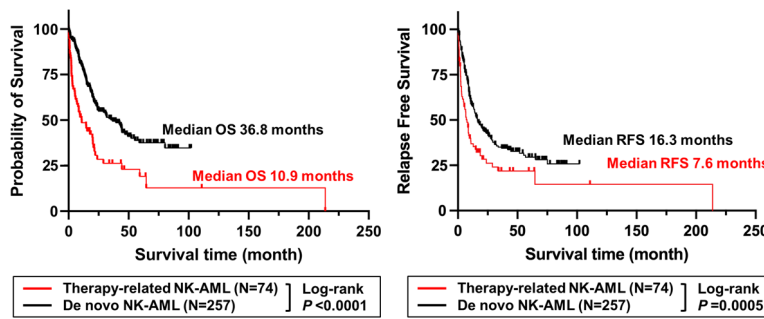 Probability of Survival
100
75
50
25
0
Median OS 36.8 months
Median OS 10.9 months
0 50 100 150 200 250
Survival time (month)
Therapy-related NK-AML (N=74)
De novo NK-AML (N=257)
Log-rank
P <0.0001
Relapse Free Survival
100
75
50
25
0
Median RFS 16.3 months
Median RFS 7.6 months
0 50 100 150 200 250
Survival time (month)
Therapy-related NK-AML (N=74)
De novo NK-AML (N=257)
Log-rank
P =0.0005